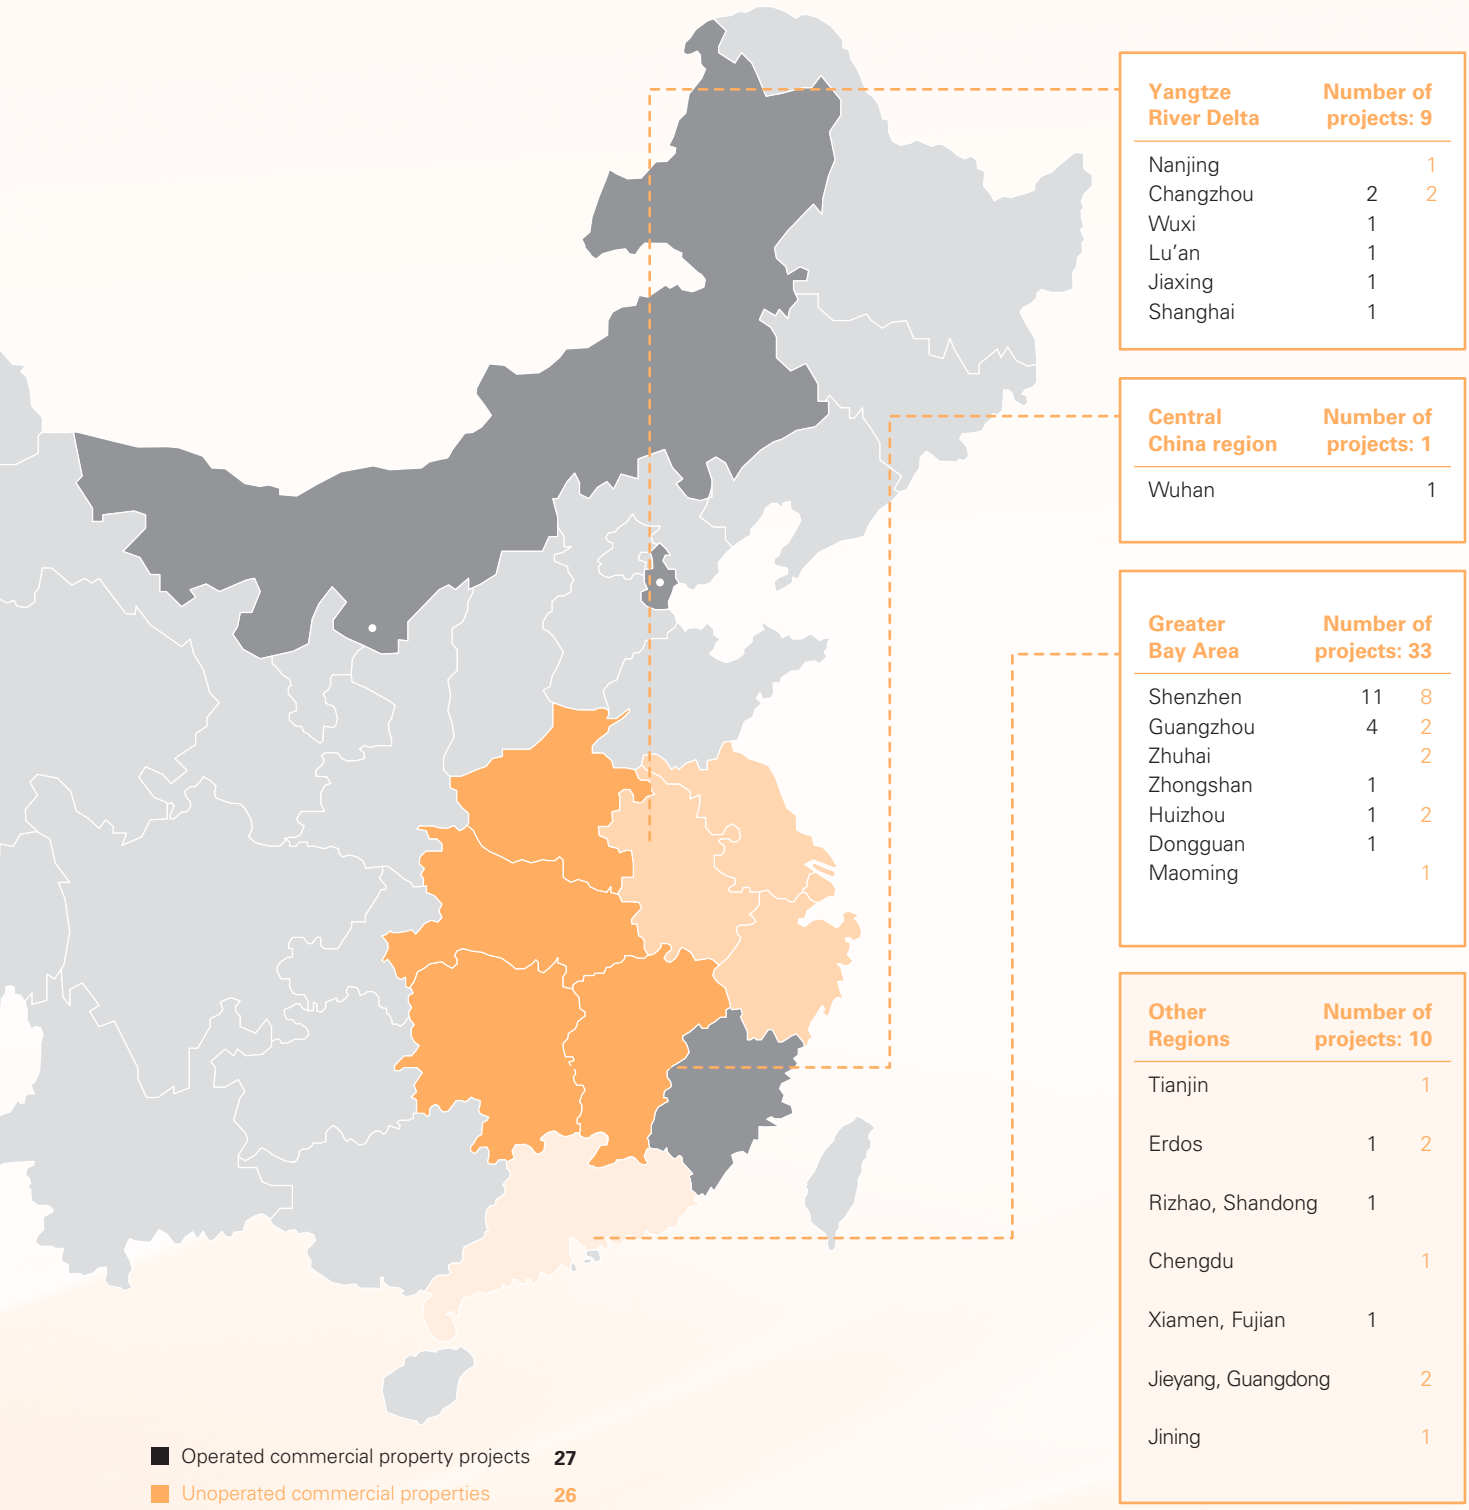 Yangtze Number of
River Delta projects: 9
Nanjing 1
Changzhou 2 2
Wuxi 1
Lu’an 1
Jiaxing 1
Shanghai 1
Central Number of
China region projects: 1
Wuhan 1
Greater Number of
Bay Area projects: 33
Shenzhen 11 8
Guangzhou 4 2
Zhuhai 2
Zhongshan 1
Huizhou 1 2
Dongguan 1
Maoming 1
Other Number of
Regions projects: 10
Tianjin 1
Erdos 1 2
Rizhao, Shandong 1
Chengdu 1
Xiamen, Fujian 1
Jieyang, Guangdong 2
Jining 1
Operated commercial property projects 27
Unoperated commercial properties 26